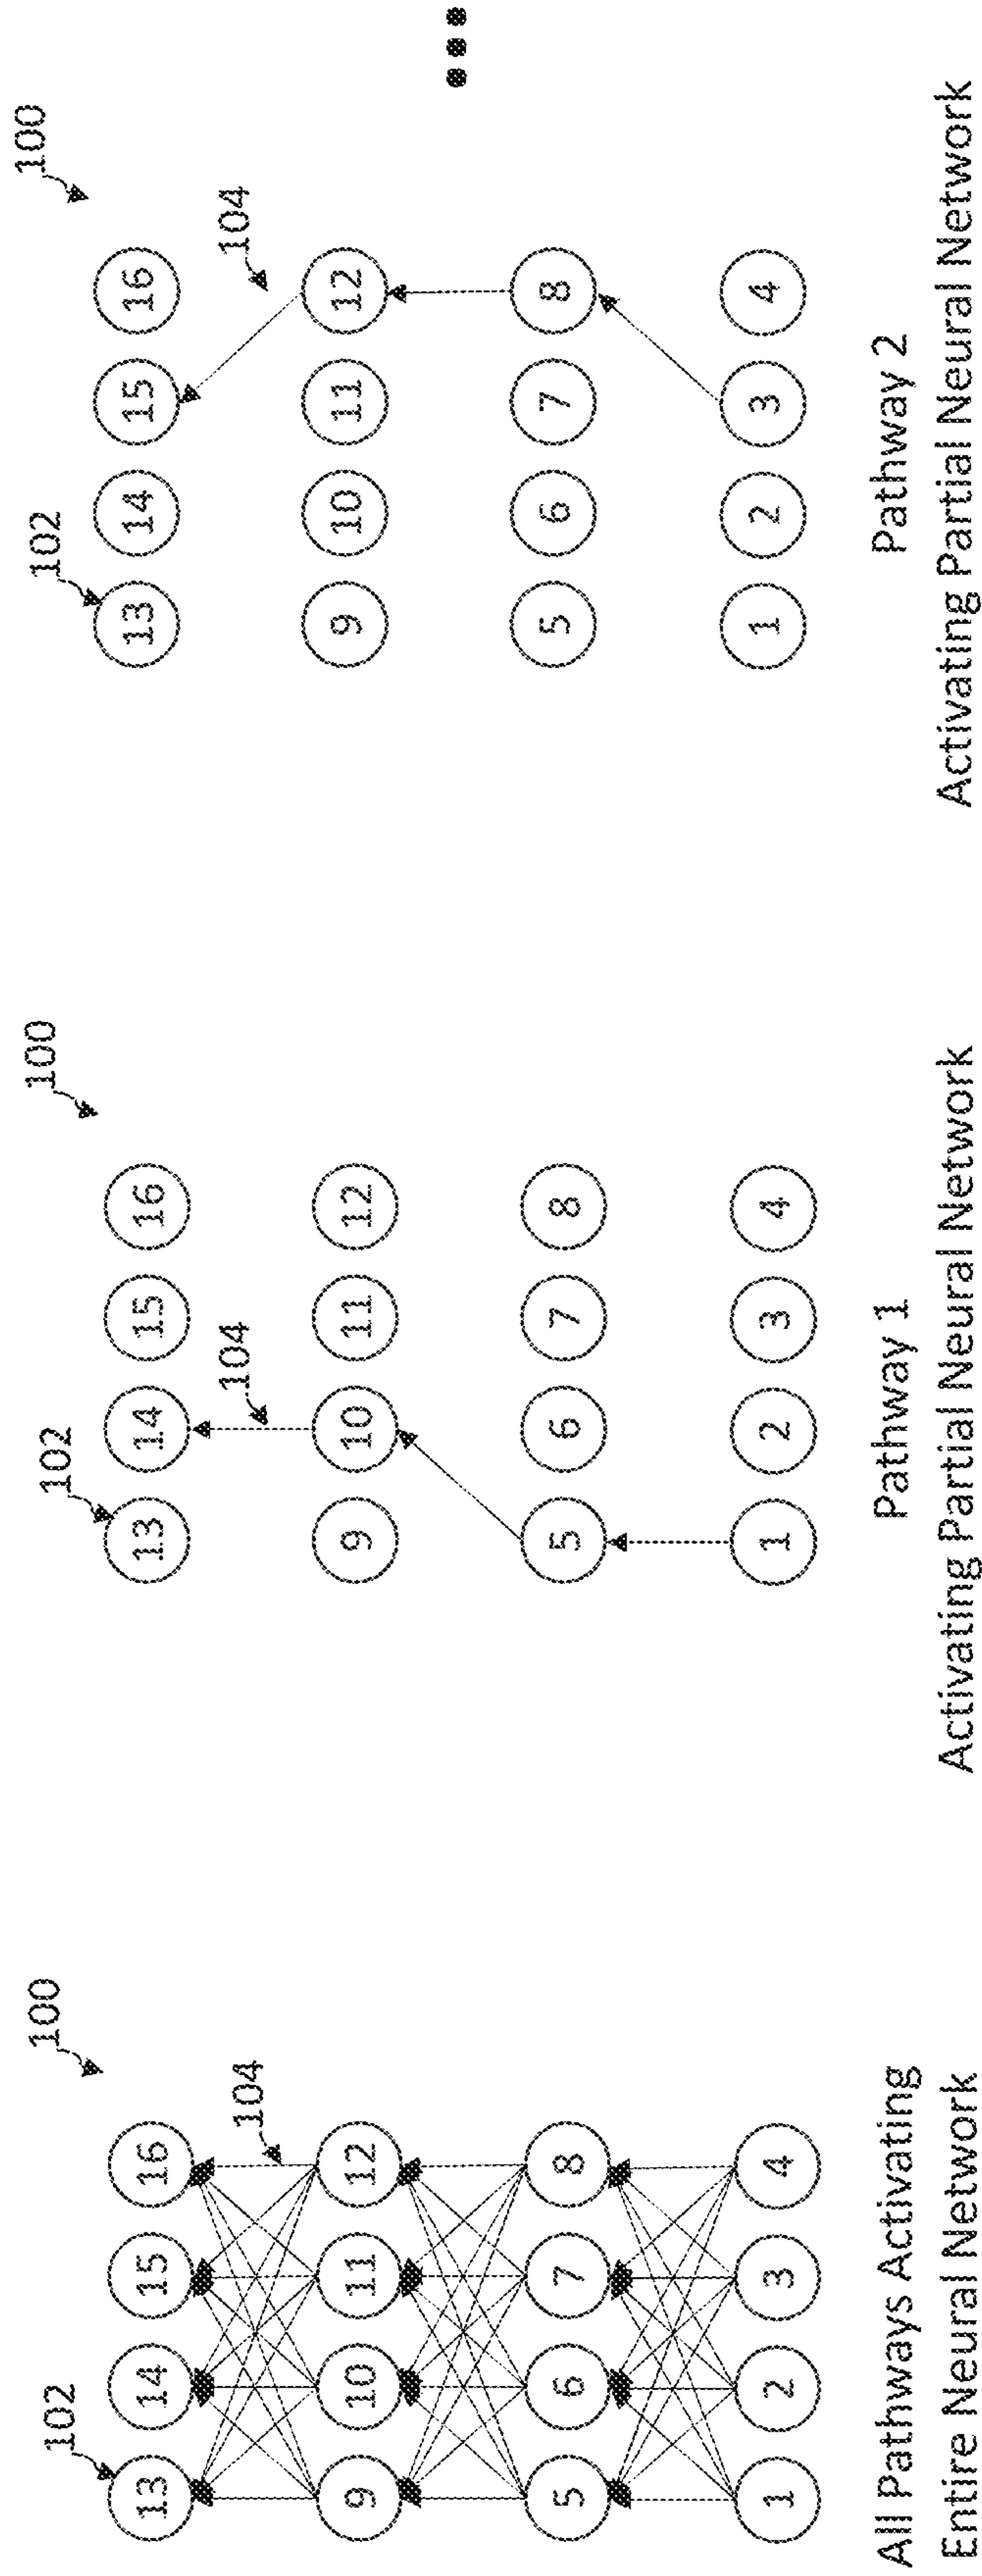 100
102
13 14 15 16
104
9 10 11 12
5 6 7 8
1 2 3 4
All Pathways Activating
Entire Neural Network
100
102
13 14 15 16
104
9 10 11 12
5 6 7 8
1 2 3 4
Pathway 1
Activating Partial Neural Network
100
102
13 14 15 16
104
9 10 11 12
5 6 7 8
1 2 3 4
Pathway 2
Activating Partial Neural Network